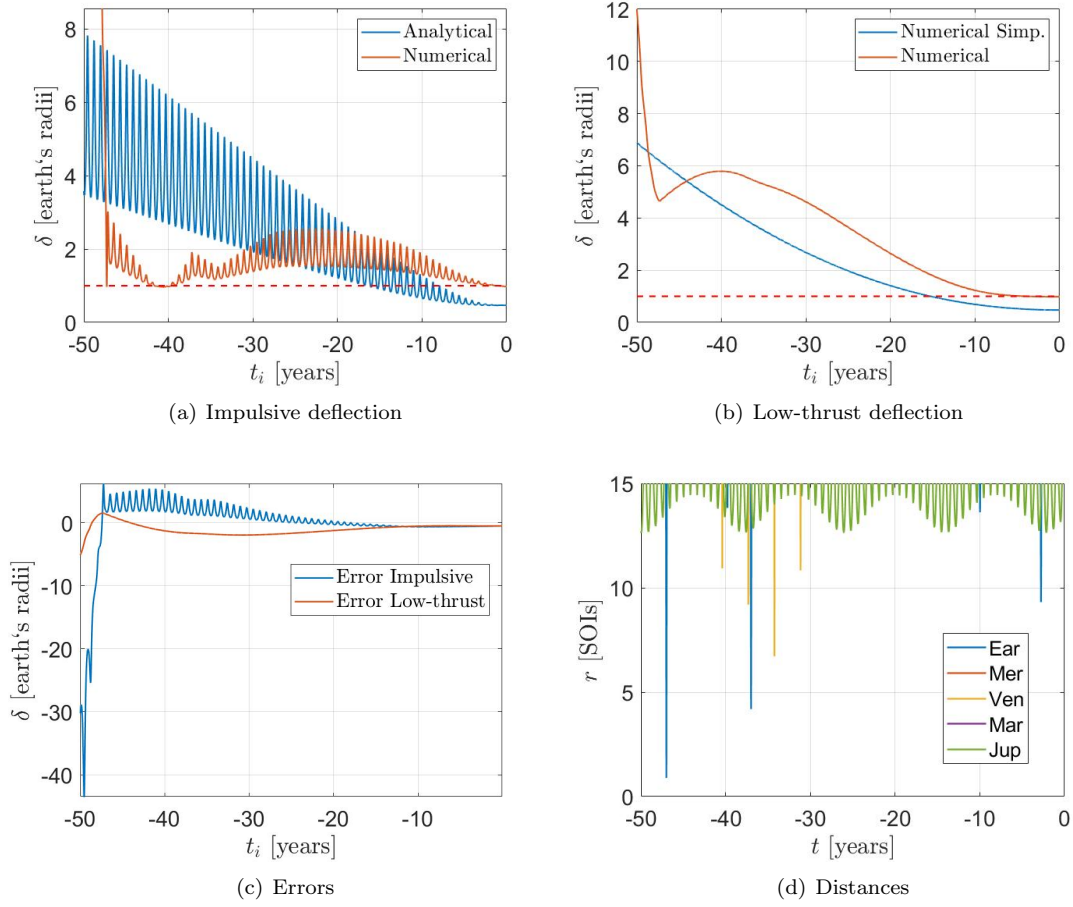 8
6
4
2
0
δ [earth‘s radii]
Analytical
Numerical
-50 -40 -30 -20 -10 0
t_i [years]
(a) Impulsive deflection
12
10
8
6
4
2
0
δ [earth‘s radii]
Numerical Simp.
Numerical
-50 -40 -30 -20 -10 0
t_i [years]
(b) Low-thrust deflection
0
-10
-20
-30
-40
δ [earth‘s radii]
Error Impulsive
Error Low-thrust
-50 -40 -30 -20 -10
t_i [years]
(c) Errors
15
10
5
0
r [SOIs]
Ear
Mer
Ven
Mar
Jup
-50 -40 -30 -20 -10 0
t [years]
(d) Distances